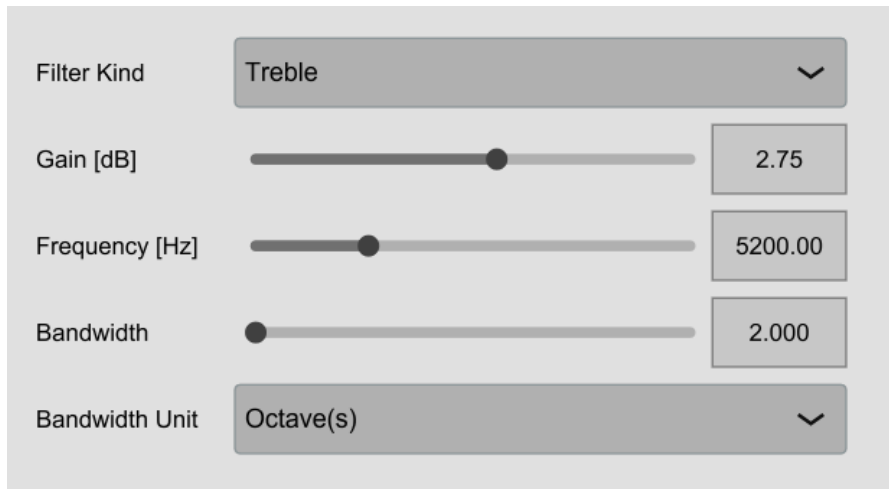 Filter Kind Treble
Gain [dB] 2.75
Frequency [Hz] 5200.00
Bandwidth 2.000
Bandwidth Unit Octave(s)